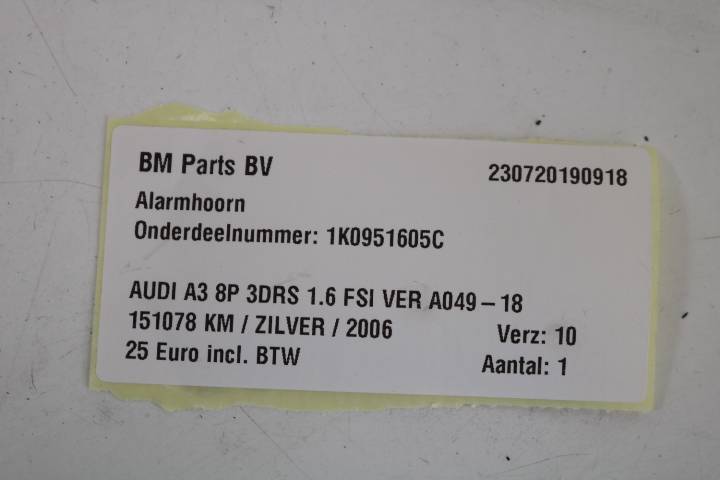 BM Parts BV 230720190918
Alarmhoorn
Onderdeelnummer: 1K0951605C
AUDI A3 8P 3DRS 1.6 FSI VER A049-18
151078 KM / ZILVER / 2006 Verz: 10
25 Euro incl. BTW Aantal: 1